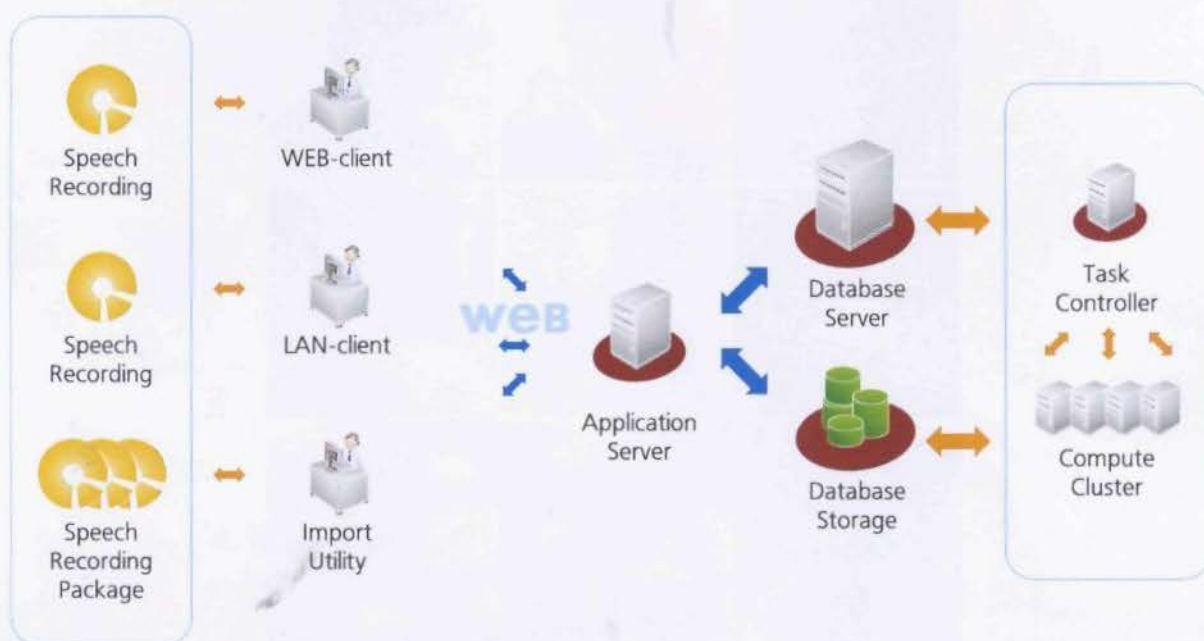 Speech
Recording
WEB-client
Speech
Recording
LAN-client
Speech
Recording
Package
Import
Utility
weB
Application
Server
Database
Server
Database
Storage
Task
Controller
Compute
Cluster